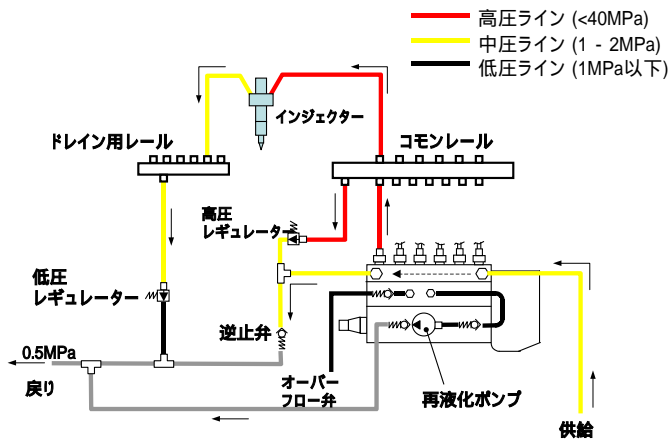 高圧ライン (<40MPa)
中圧ライン (1 - 2MPa)
低圧ライン (1MPa以下)
インジェクター
ドレイン用レール
コモンレール
高圧
レギュレーター
低圧
レギュレーター
逆止弁
0.5MPa
戻り
オーバー
フロー弁
再液化ポンプ
供給